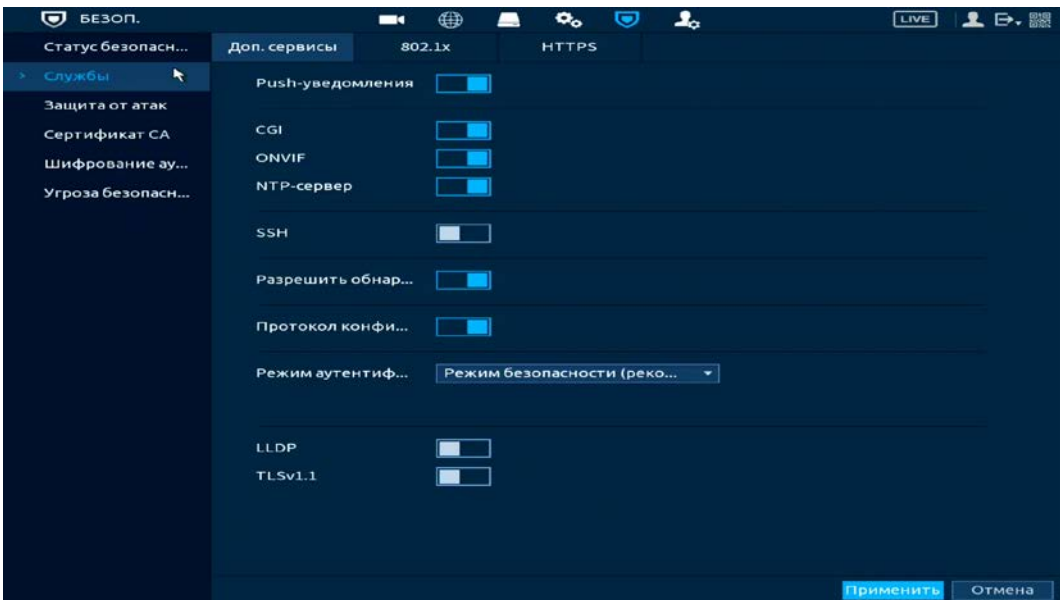 БЕЗОП.
LIVE
Статус безопасн...
Доп. сервисы 802.1x HTTPS
Службы
Защита от атак
Сертификат CA
Шифрование ау...
Угроза безопасн...
Push-уведомления
CGI
ONVIF
NTP-сервер
SSH
Разрешить обнар...
Протокол конфи...
Режим аутентиф... Режим безопасности (реко...
LLDP
TLSv1.1
Применить Отмена